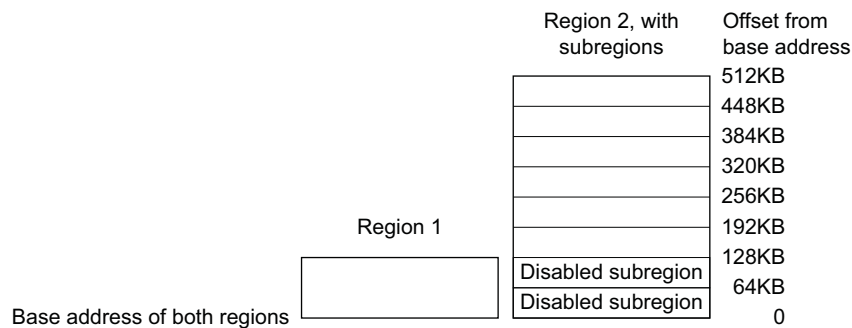 Region 2, with
subregions
Offset from
base address
512KB
448KB
384KB
320KB
256KB
Region 1
192KB
128KB
Disabled subregion
64KB
Disabled subregion
Base address of both regions
0